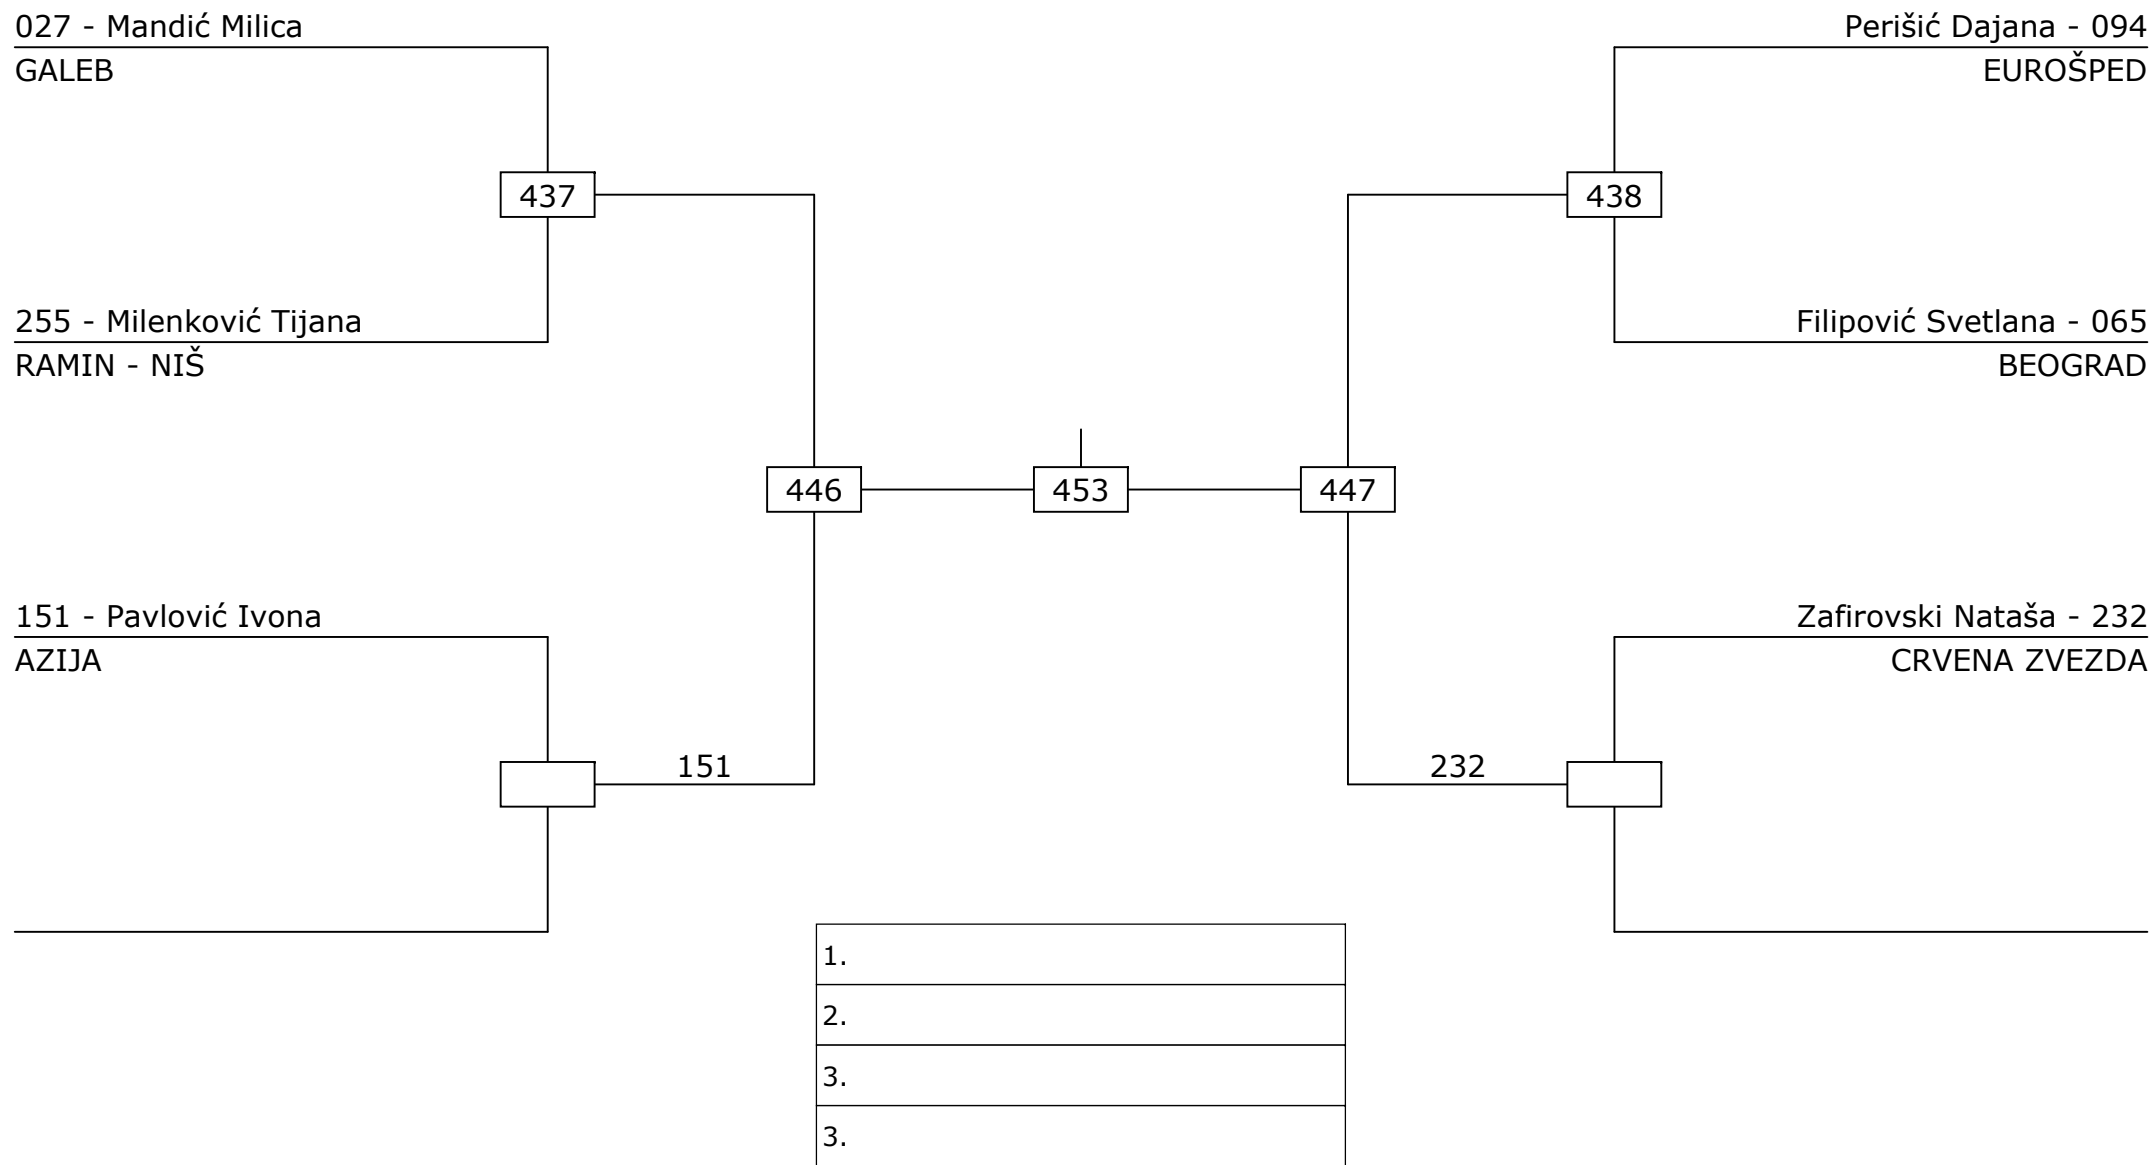 027 - Mandić Milica
GALEB
437
255 - Milenković Tijana
RAMIN - NIŠ
446
151 - Pavlović Ivona
AZIJA
151
453
Perišić Dajana - 094
EUROŠPED
438
Filipović Svetlana - 065
BEOGRAD
447
Zafirovski Nataša - 232
CRVENA ZVEZDA
232
1.
2.
3.
3.